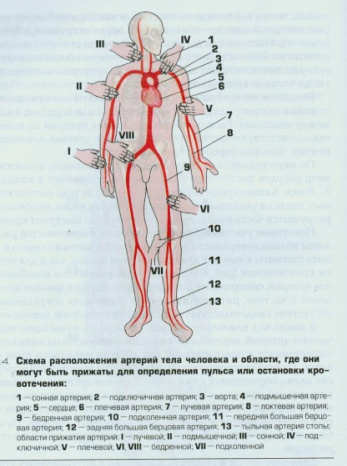 III
IV
1
2
3
4
5
6
II
V
7
8
I
VIII
9
VI
10
VII
11
12
13
4. Схема расположения артерий тела человека и области, где они
могут быть прижаты для определения пульса или остановки кро-
вотечения:
1 — сонная артерия; 2 — подключичная артерия; 3 — аорта; 4 — подмышечная арте-
рия; 5 — сердце; 6 — плечевая артерия; 7 — лучевая артерия; 8 — локтевая артерия;
9 — бедренная артерия; 10 — подколенная артерия; 11 — передняя большая берцо-
вая артерия; 12 — задняя большая берцовая артерия; 13 — тыльная артерия стопы;
области прижатия артерий: I — лучевой; II — подмышечной; III — сонной; IV — под-
ключичной; V — плечевой; VI, VIII — бедренной; VII — подколенной